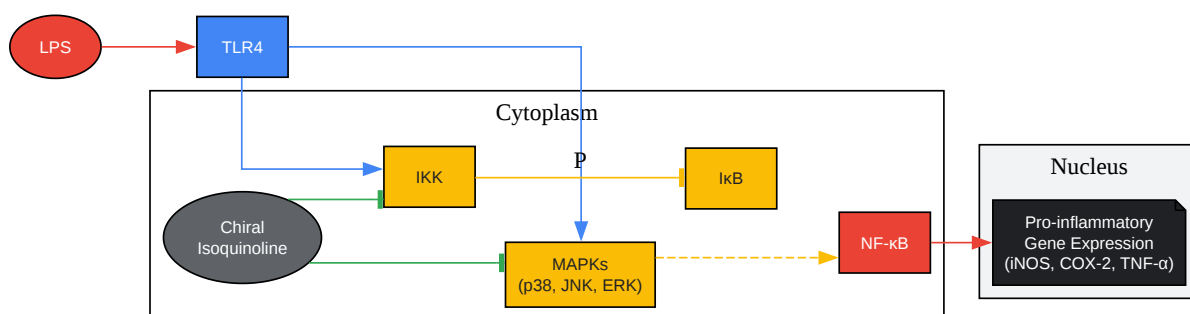 LPS
TLR4
Cytoplasm
P
IKK
IκB
Nucleus
Chiral
Isoquinoline
MAPKs
(p38, JNK, ERK)
NF-κB
Pro-inflammatory
Gene Expression
(iNOS, COX-2, TNF-α)